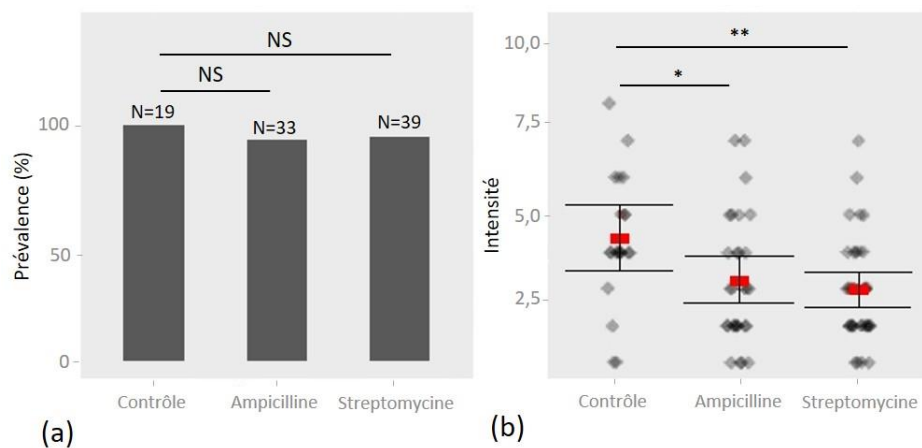 NS
NS
N=19
N=33
N=39
100
50
0
Prévalence (%)
Contrôle
Ampicilline
Streptomycine
(a)
**
*
10,0
7,5
5,0
2,5
Intensité
Contrôle
Ampicilline
Streptomycine
(b)